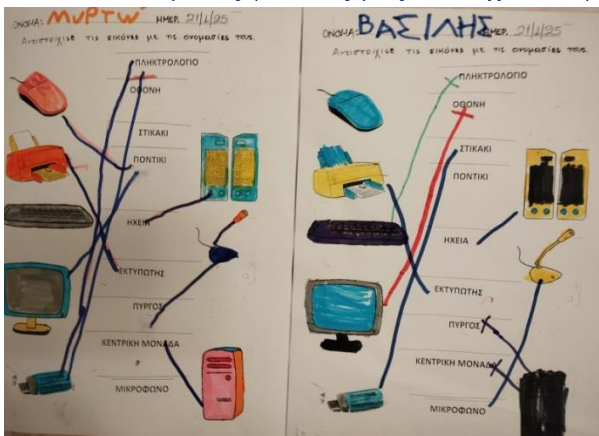 ΟΝΟΜΑ: ΜΥΡΤΩ ΗΜΕΡ. 21/1/25
Αντιστοίχισε τις εικόνες με τις ονομασίες τους.
ΠΛΗΚΤΡΟΛΟΓΙΟ
ΟΘΟΝΗ
ΣΤΙΚΑΚΙ
ΠΟΝΤΙΚΙ
ΗΧΕΙΑ
ΕΚΤΥΠΩΤΗΣ
ΠΥΡΓΟΣ
ΚΕΝΤΡΙΚΗ ΜΟΝΑΔΑ
ΜΙΚΡΟΦΩΝΟ
ΟΝΟΜΑ: ΒΑΣΙΛΗΣ ΗΜΕΡ. 21/1/25
Αντιστοίχισε τις εικόνες με τις ονομασίες τους.
ΠΛΗΚΤΡΟΛΟΓΙΟ
ΟΘΟΝΗ
ΣΤΙΚΑΚΙ
ΠΟΝΤΙΚΙ
ΗΧΕΙΑ
ΕΚΤΥΠΩΤΗΣ
ΠΥΡΓΟΣ
ΚΕΝΤΡΙΚΗ ΜΟΝΑΔΑ
ΜΙΚΡΟΦΩΝΟ